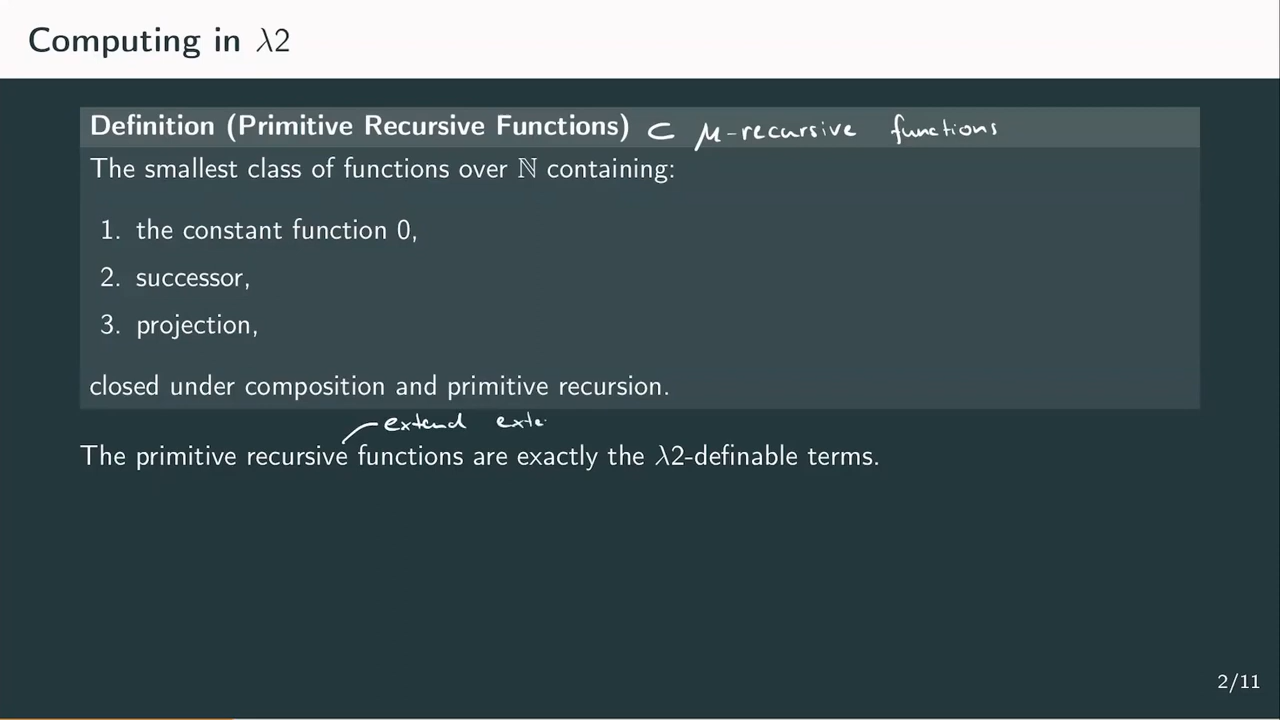 Computing in λ2
Definition (Primitive Recursive Functions) ⊂ μ-recursive functions
The smallest class of functions over ℕ containing:
1. the constant function 0,
2. successor,
3. projection,
closed under composition and primitive recursion.
extend exte
The primitive recursive functions are exactly the λ2-definable terms.
2/11